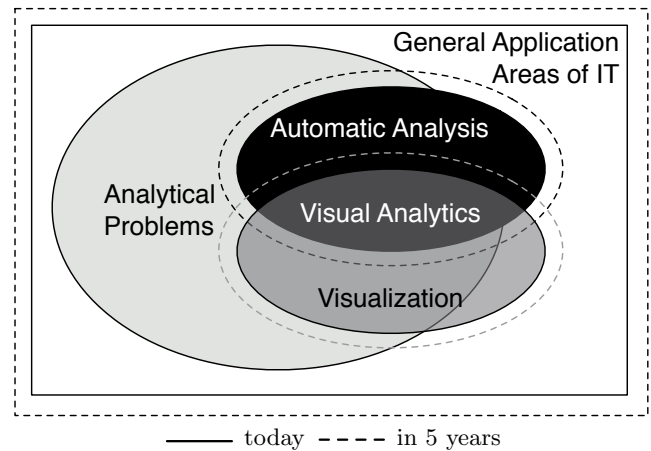 General Application
Areas of IT
Automatic Analysis
Analytical
Problems
Visual Analytics
Visualization
today in 5 years